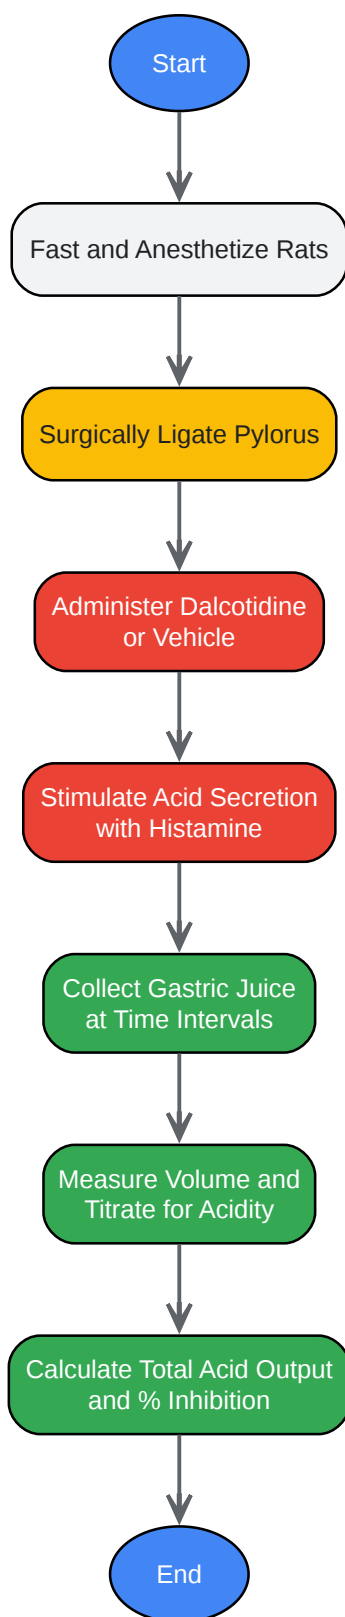 Start
Fast and Anesthetize Rats
Surgically Ligate Pylorus
Administer Dalcotidine
or Vehicle
Stimulate Acid Secretion
with Histamine
Collect Gastric Juice
at Time Intervals
Measure Volume and
Titrate for Acidity
Calculate Total Acid Output
and % Inhibition
End